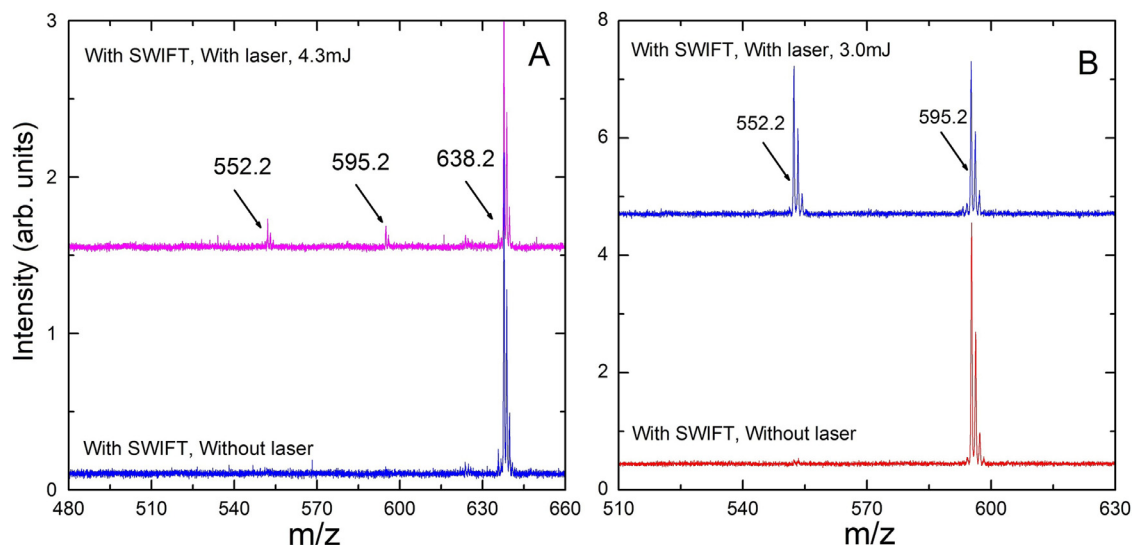 With SWIFT, With laser, 4.3mJ
A
552.2
595.2
638.2
With SWIFT, Without laser
3
2
1
0
Intensity (arb. units)
480 510 540 570 600 630 660
m/z
With SWIFT, With laser, 3.0mJ
B
552.2
595.2
With SWIFT, Without laser
8
6
4
2
0
510 540 570 600 630
m/z